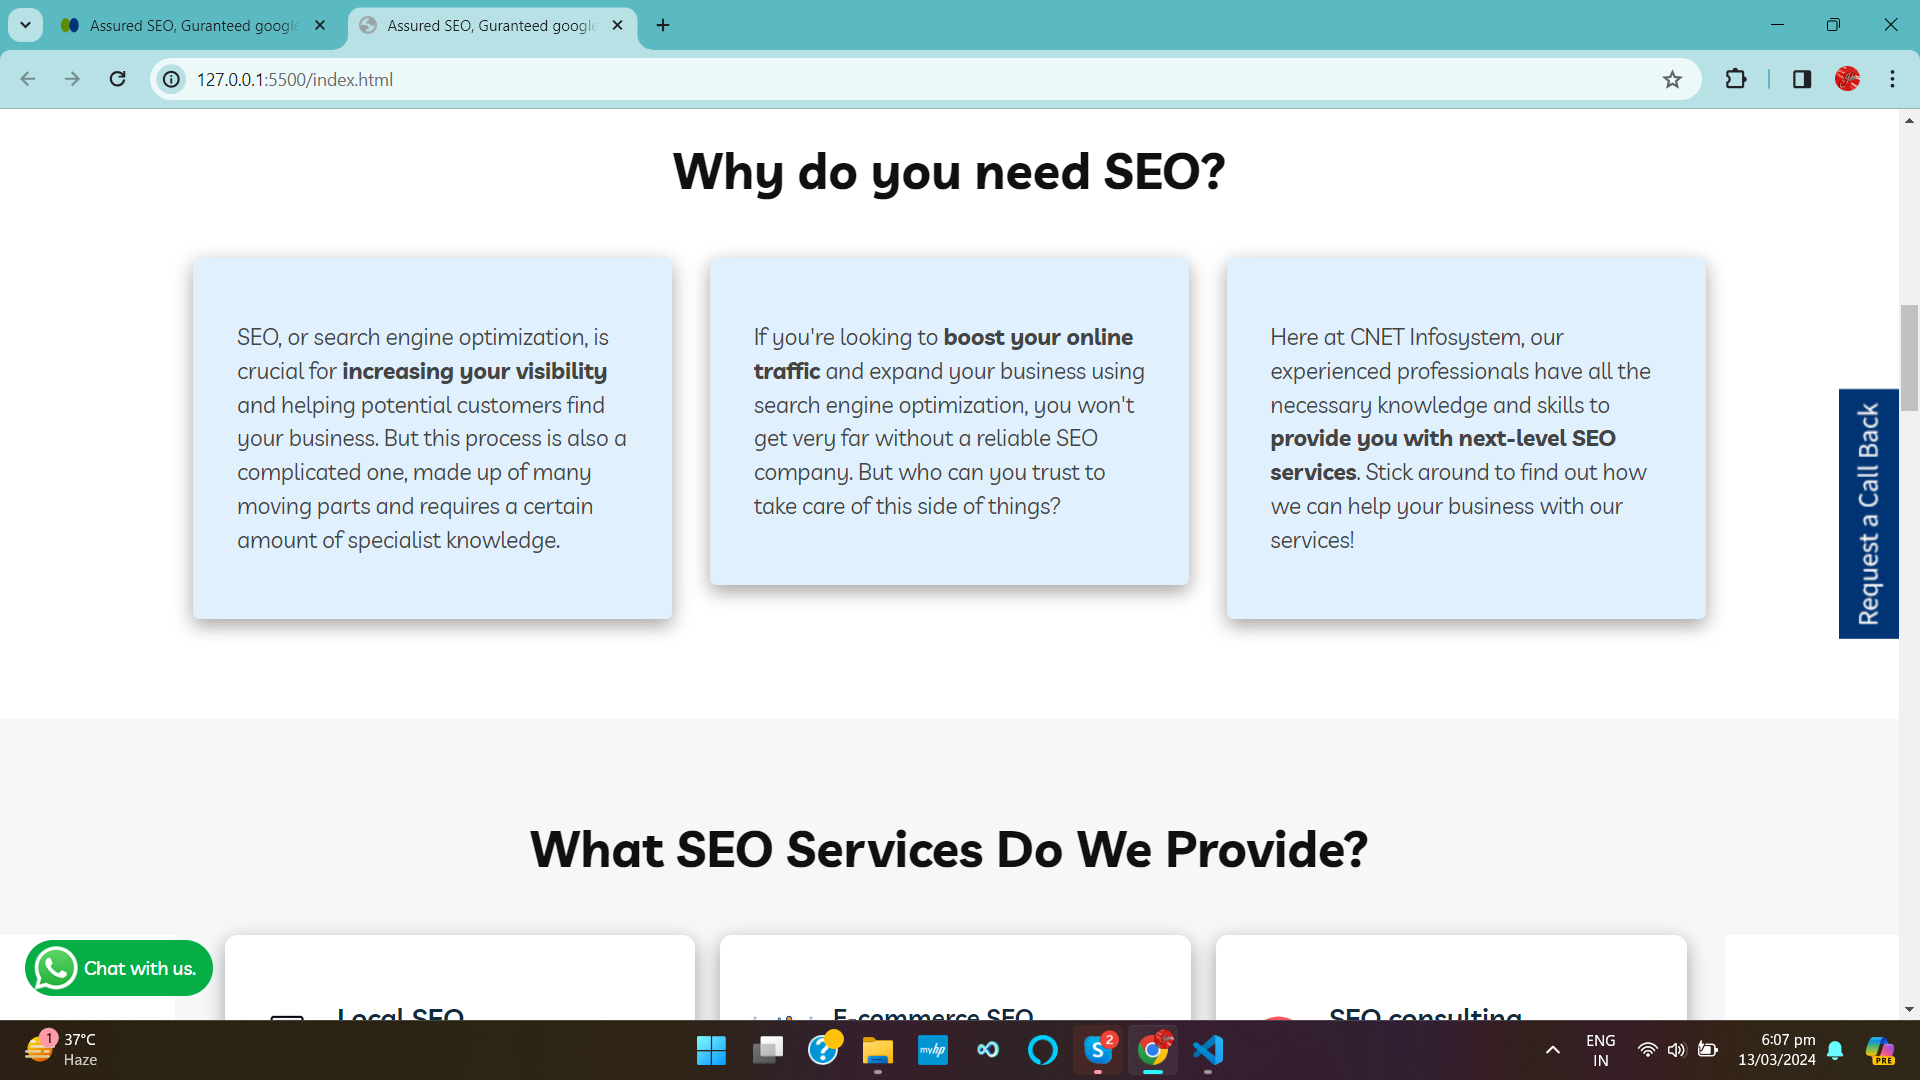 Assured SEO, Guranteed google
Assured SEO, Guranteed google
127.0.0.1:5500/index.html
Why do you need SEO?
SEO, or search engine optimization, is
crucial for increasing your visibility
and helping potential customers find
your business. But this process is also a
complicated one, made up of many
moving parts and requires a certain
amount of specialist knowledge.
If you're looking to boost your online
traffic and expand your business using
search engine optimization, you won't
get very far without a reliable SEO
company. But who can you trust to
take care of this side of things?
Here at CNET Infosystem, our
experienced professionals have all the
necessary knowledge and skills to
provide you with next-level SEO
services. Stick around to find out how
we can help your business with our
services!
Request a Call Back
What SEO Services Do We Provide?
Chat with us.
Local SEO
E-commerce SEO
SEO consulting
1
37°C
Haze
myhp
S
2
ENG
IN
6:07 pm
13/03/2024
PRE